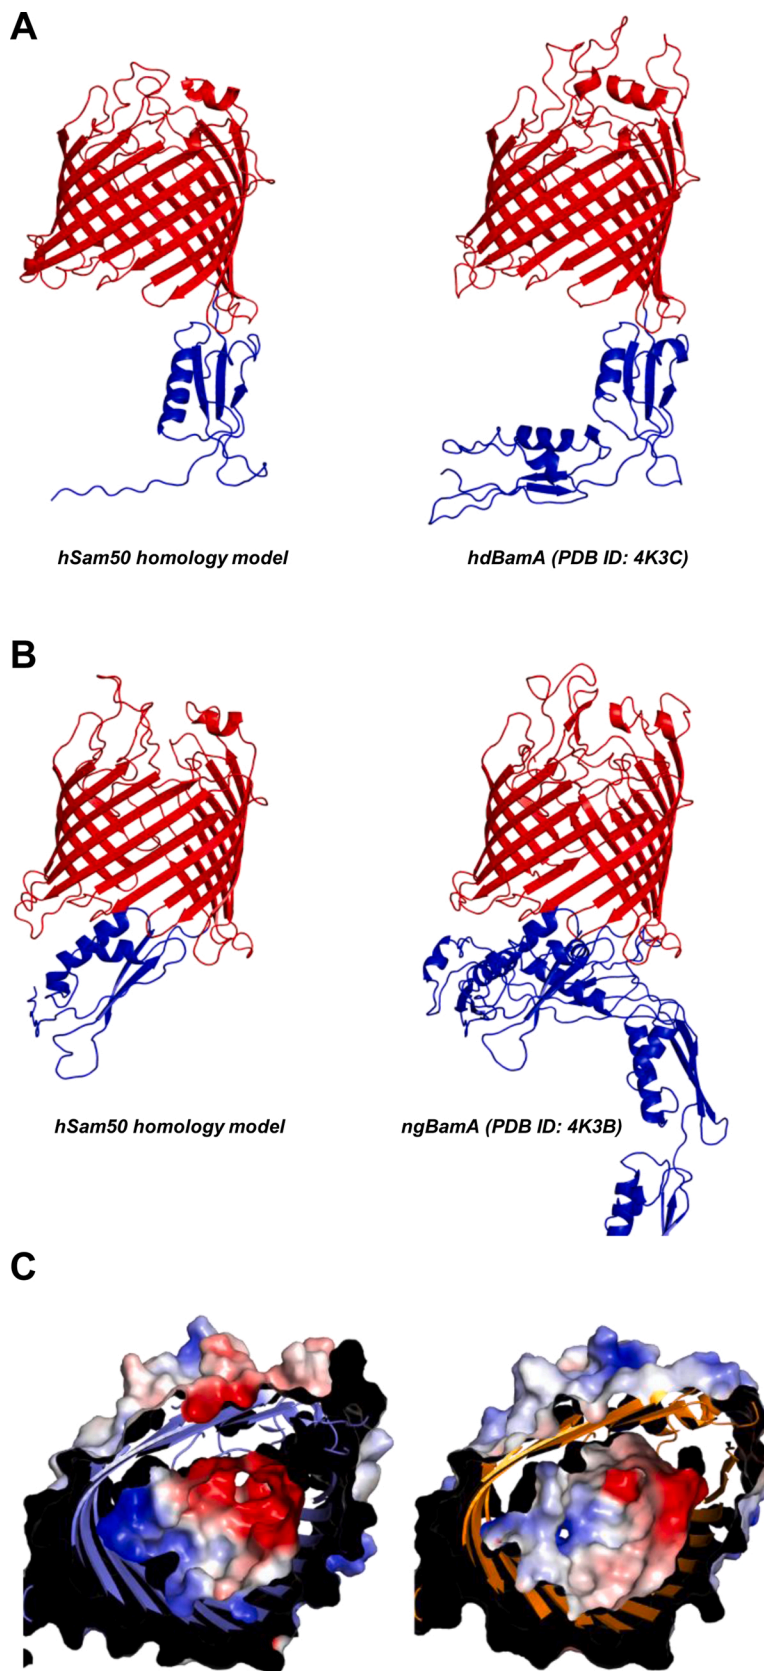 A
hSam50 homology model
hdBamA (PDB ID: 4K3C)
B
hSam50 homology model
ngBamA (PDB ID: 4K3B)
C